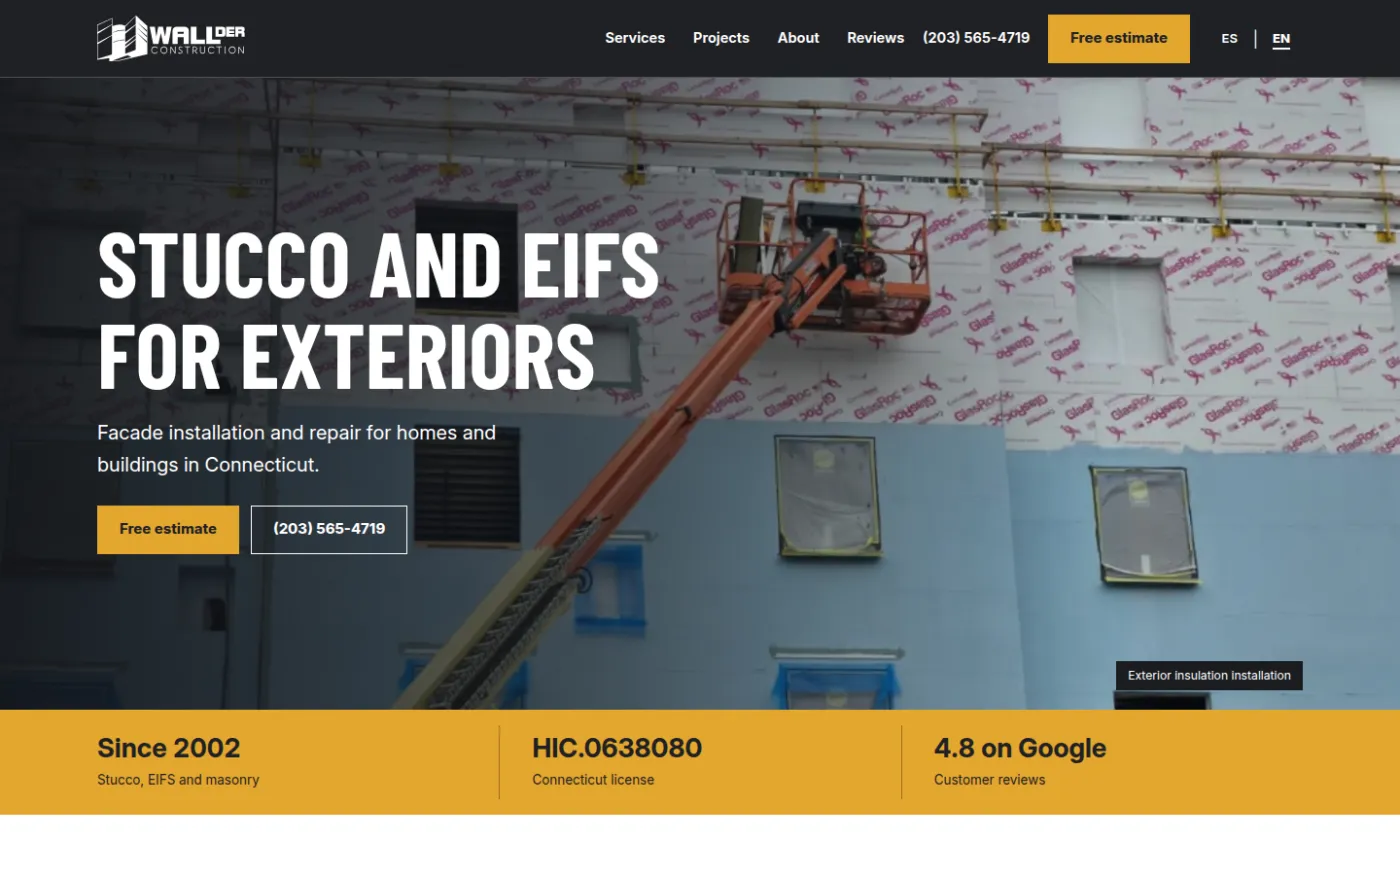 WALLDER
CONSTRUCTION
Services
Projects
About
Reviews
(203) 565-4719
Free estimate
ES
EN
STUCCO AND EIFS
FOR EXTERIORS
Facade installation and repair for homes and
buildings in Connecticut.
Free estimate
(203) 565-4719
GlasRoc
Exterior insulation installation
Since 2002
Stucco, EIFS and masonry
HIC.0638080
Connecticut license
4.8 on Google
Customer reviews